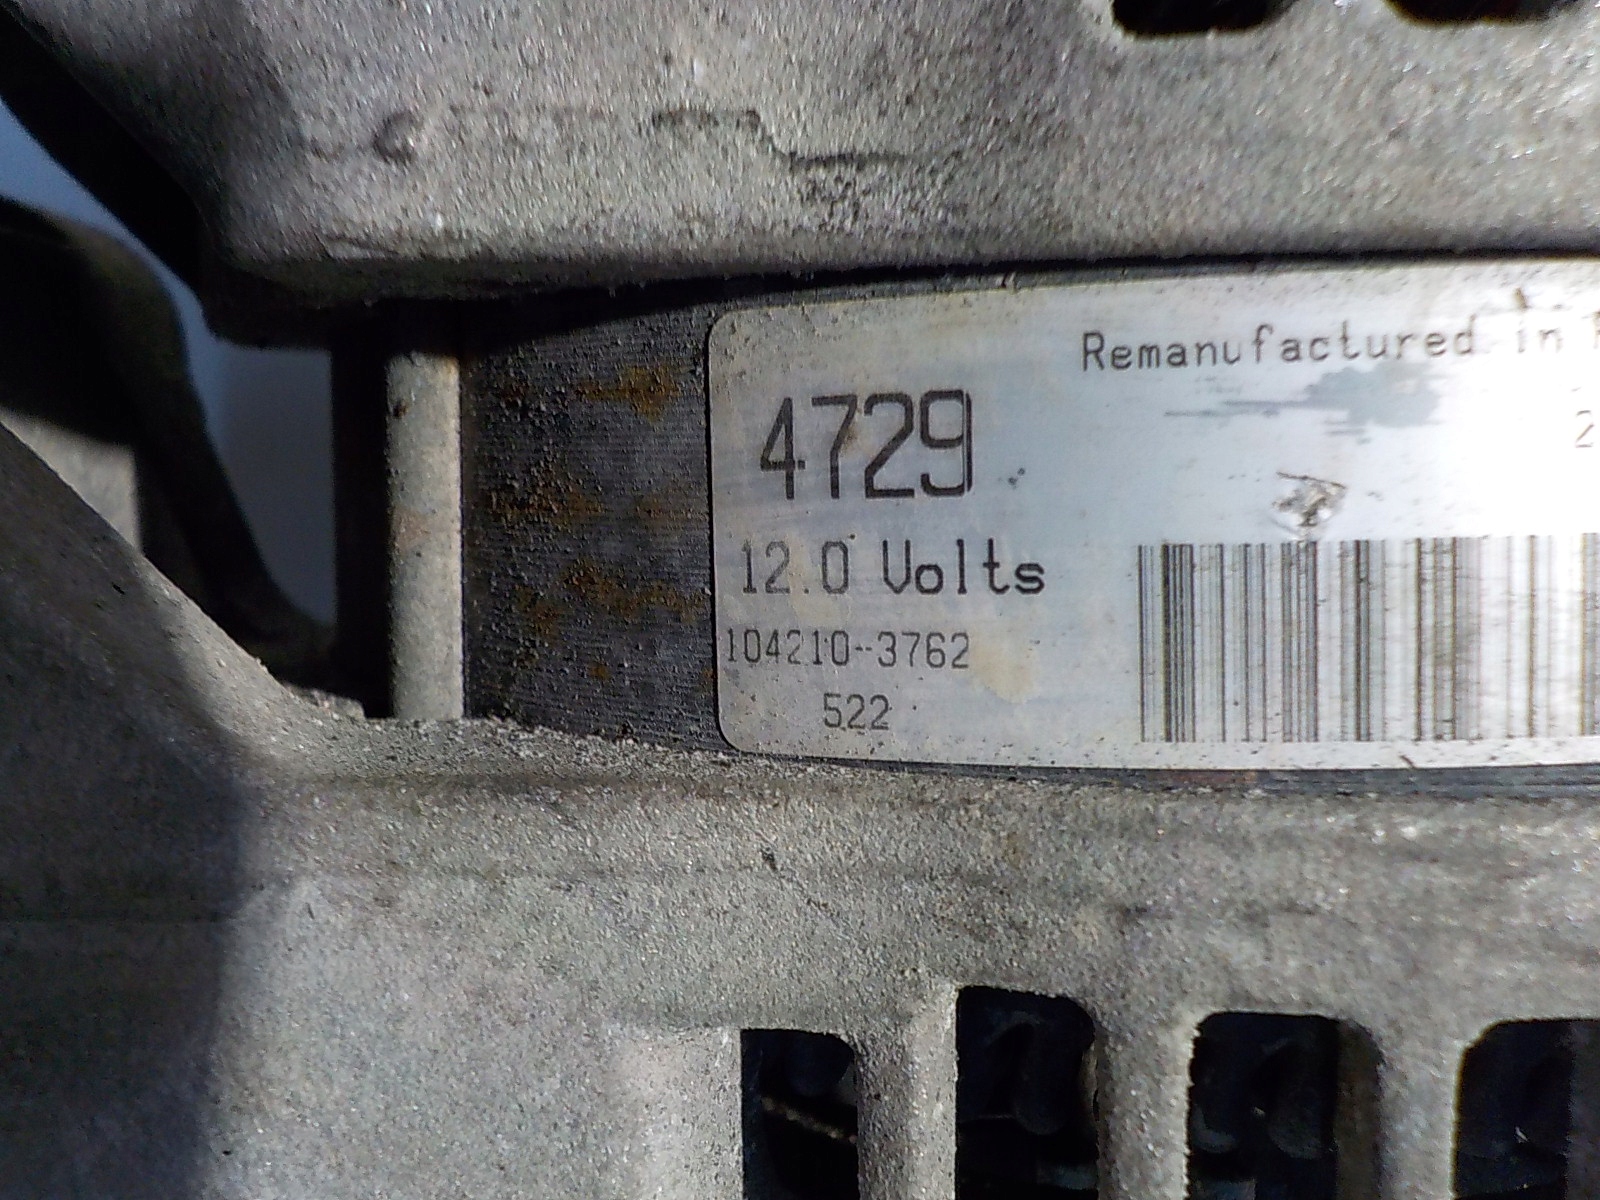 Remanufactured in
4729
12.0 Volts
104210-3762
522